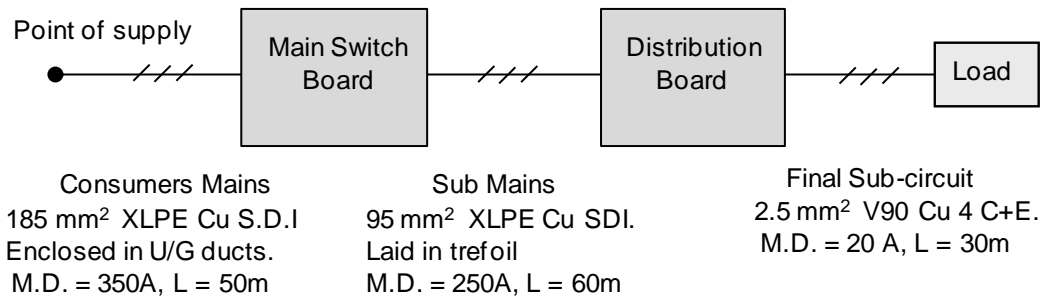 Point of supply
Main Switch
Board
Distribution
Board
Load
Consumers Mains
185 mm² XLPE Cu S.D.I
Enclosed in U/G ducts.
M.D. = 350A, L = 50m
Sub Mains
95 mm² XLPE Cu SDI.
Laid in trefoil
M.D. = 250A, L = 60m
Final Sub-circuit
2.5 mm² V90 Cu 4 C+E.
M.D. = 20 A, L = 30m